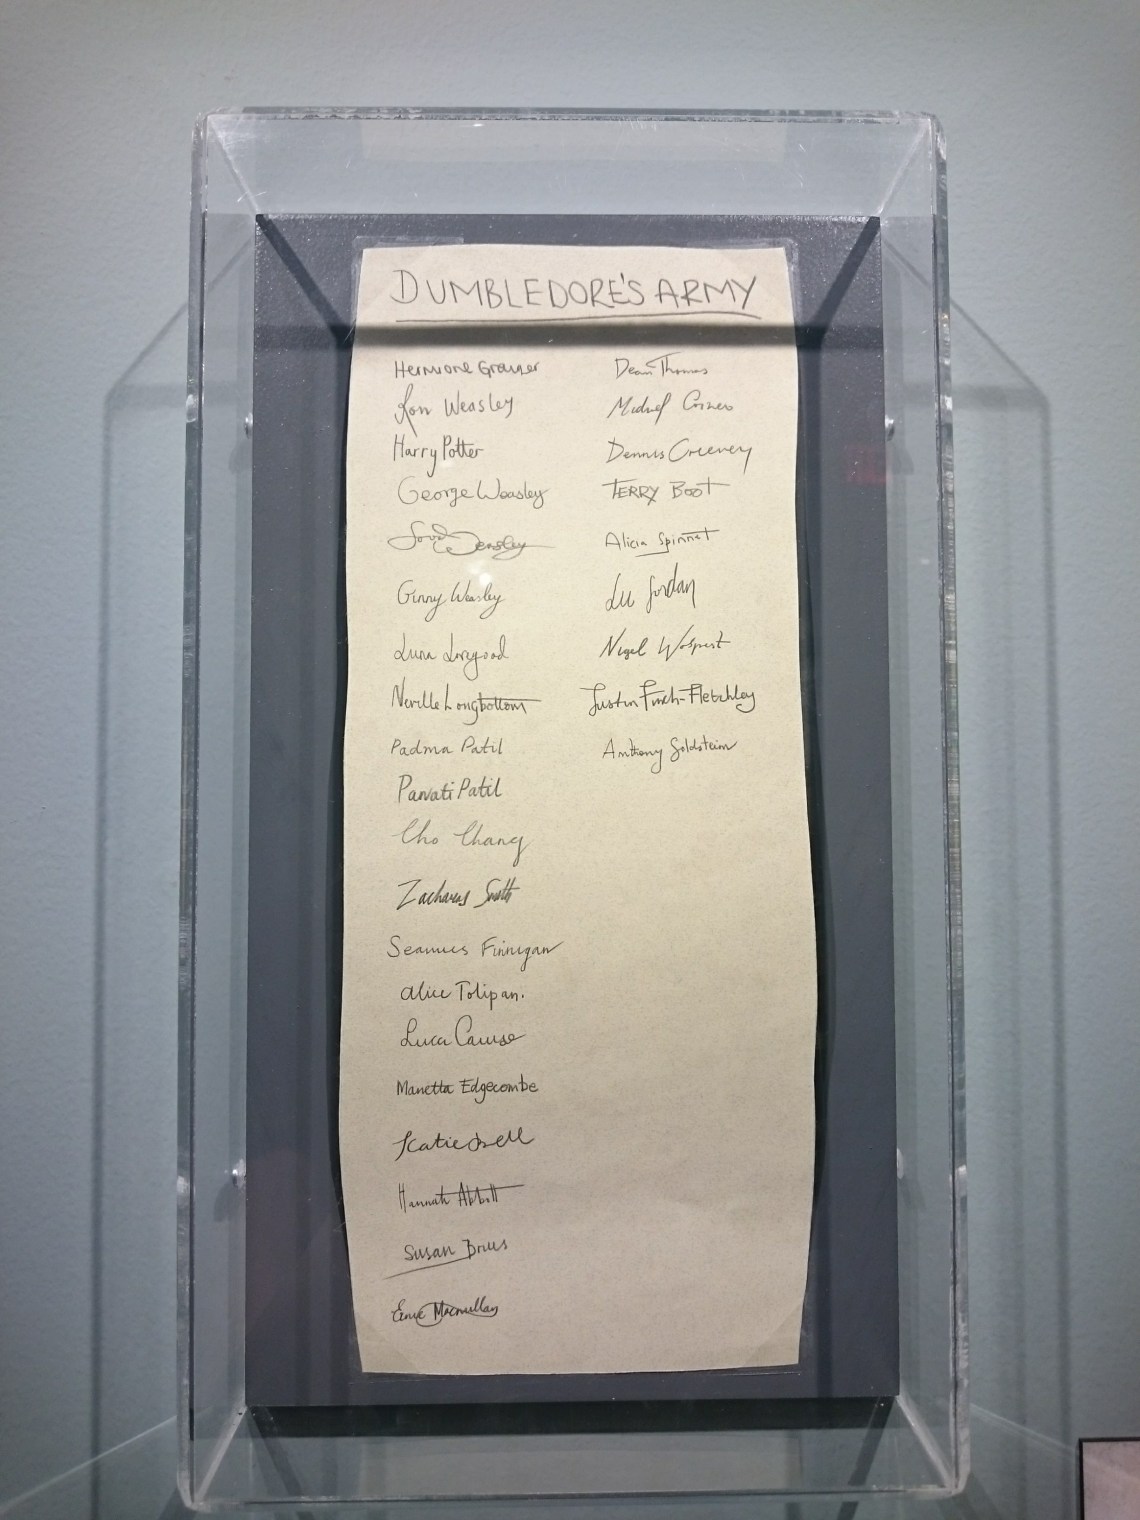 DUMBLEDORE'S ARMY
Hermione Granger
Ron Weasley
Harry Potter
George Weasley
Weasley
Ginny Weasley
Luna Lovegood
Neville Longbottom
Padma Patil
Parvati Patil
Cho Chang
Zacharias Smith
Seamus Finnigan
Alice Tolipan.
Luca Caruso
Marietta Edgecombe
Katie Bell
Hannah Abbott
Susan Bones
Ernie Macmillan
Dean Thomas
Michael Corner
Dennis Creevey
TERRY BOOT
Alicia Spinnet
Lee Jordan
Nigel Wolpert
Justin Finch-Fletchley
Anthony Goldstein